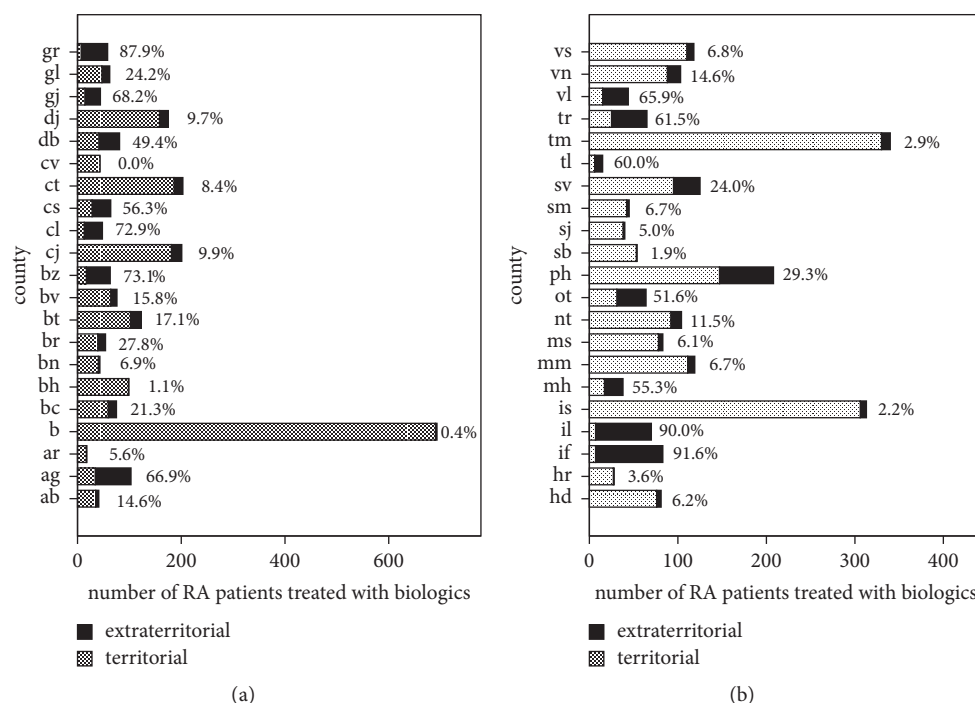 gr 87.9%
gl 24.2%
gj 68.2%
dj 9.7%
db 49.4%
cv 0.0%
ct 8.4%
cs 56.3%
cl 72.9%
cj 9.9%
bz 73.1%
bv 15.8%
bt 17.1%
br 27.8%
bn 6.9%
bh 1.1%
bc 21.3%
b 0.4%
ar 5.6%
ag 66.9%
ab 14.6%
county
0 200 400 600
number of RA patients treated with biologics
extraterritorial
territorial
(a)
vs 6.8%
vn 14.6%
vl 65.9%
tr 61.5%
tm 2.9%
tl 60.0%
sv 24.0%
sm 6.7%
sj 5.0%
sb 1.9%
ph 29.3%
ot 51.6%
nt 11.5%
ms 6.1%
mm 6.7%
mh 55.3%
is 2.2%
il 90.0%
if 91.6%
hr 3.6%
hd 6.2%
county
0 100 200 300 400
number of RA patients treated with biologics
extraterritorial
territorial
(b)